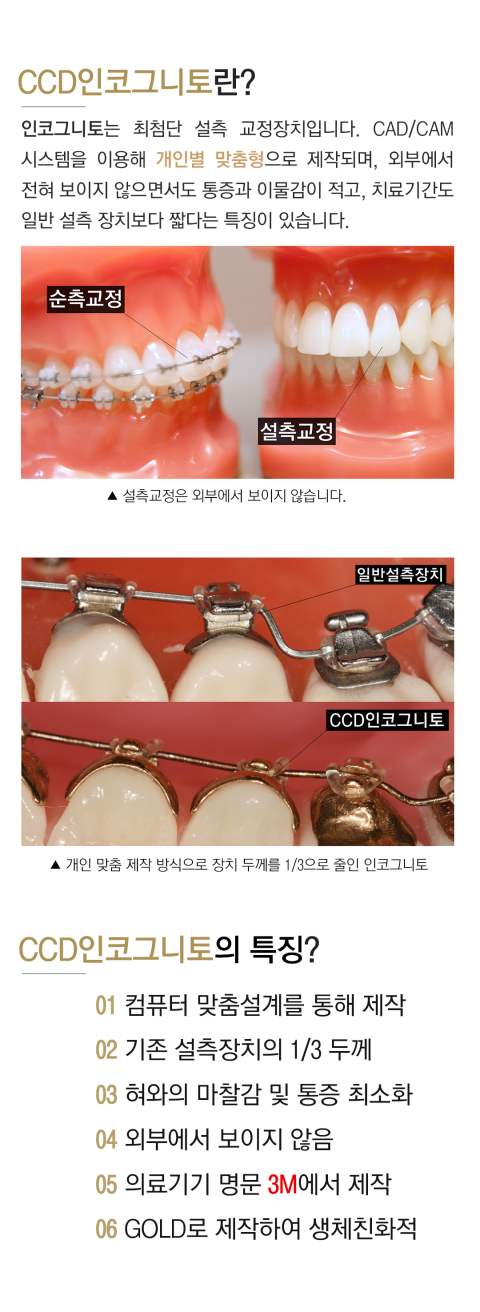 CCD인코그니토란?
인코그니토는 최첨단 설측 교정장치입니다. CAD/CAM
시스템을 이용해 개인별 맞춤형으로 제작되며, 외부에서
전혀 보이지 않으면서도 통증과 이물감이 적고, 치료기간도
일반 설측 장치보다 짧다는 특징이 있습니다.
순측교정
설측교정
▲ 설측교정은 외부에서 보이지 않습니다.
일반설측장치
CCD인코그니토
▲ 개인 맞춤 제작 방식으로 장치 두께를 1/3으로 줄인 인코그니토
CCD인코그니토의 특징?
01 컴퓨터 맞춤설계를 통해 제작
02 기존 설측장치의 1/3 두께
03 혀와의 마찰감 및 통증 최소화
04 외부에서 보이지 않음
05 의료기기 명문 3M에서 제작
06 GOLD로 제작하여 생체친화적